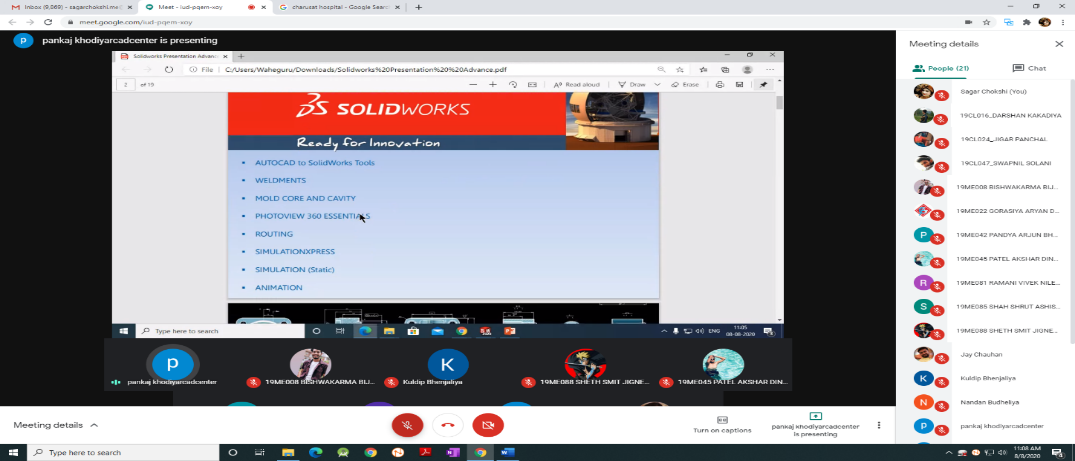 Inbox (9,869) - sagarchokshi.me
Meet - iud-pqem-xoy
charusat hospital - Google Sear
meet.google.com/iud-pqem-xoy
P pankaj khodiyarcadcenter is presenting
Solidworks Presentation Advanc
File C:/Users/Waheguru/Downloads/Solidworks%20Presentation%20%20Advance.pdf
2 of 19
Read aloud
Draw
Erase
SOLIDWORKS
Ready for Innovation
• AUTOCAD to SolidWorks Tools
• WELDMENTS
• MOLD CORE AND CAVITY
• PHOTOVIEW 360 ESSENTIALS
• ROUTING
• SIMULATIONXPRESS
• SIMULATION (Static)
• ANIMATION
Type here to search
ENG
11:05
08-08-2020
P
K
pankaj khodiyarcadcenter
19ME008 BISHWAKARMA BIJ...
Kuldip Bhenjaliya
19ME088 SHETH SMIT JIGNE...
19ME045 PATEL AKSHAR DIN...
Meeting details
Turn on captions
pankaj khodiyarcadcenter
is presenting
Meeting details
People (21)
Chat
Sagar Chokshi (You)
19CL016_DARSHAN KAKADIYA
19CL024_JIGAR PANCHAL
19CL047_SWAPNIL SOLANI
19ME008 BISHWAKARMA BIJ...
19ME022 GORASIYA ARYAN D...
P 19ME042 PANDYA ARJUN BH...
19ME045 PATEL AKSHAR DIN...
R 19ME081 RAMANI VIVEK NILE...
S 19ME085 SHAH SHRUT ASHIS...
19ME088 SHETH SMIT JIGNE...
Jay Chauhan
K Kuldip Bhenjaliya
N Nandan Budheliya
P pankaj khodiyarcadcenter
Type here to search
11:08 AM
8/8/2020